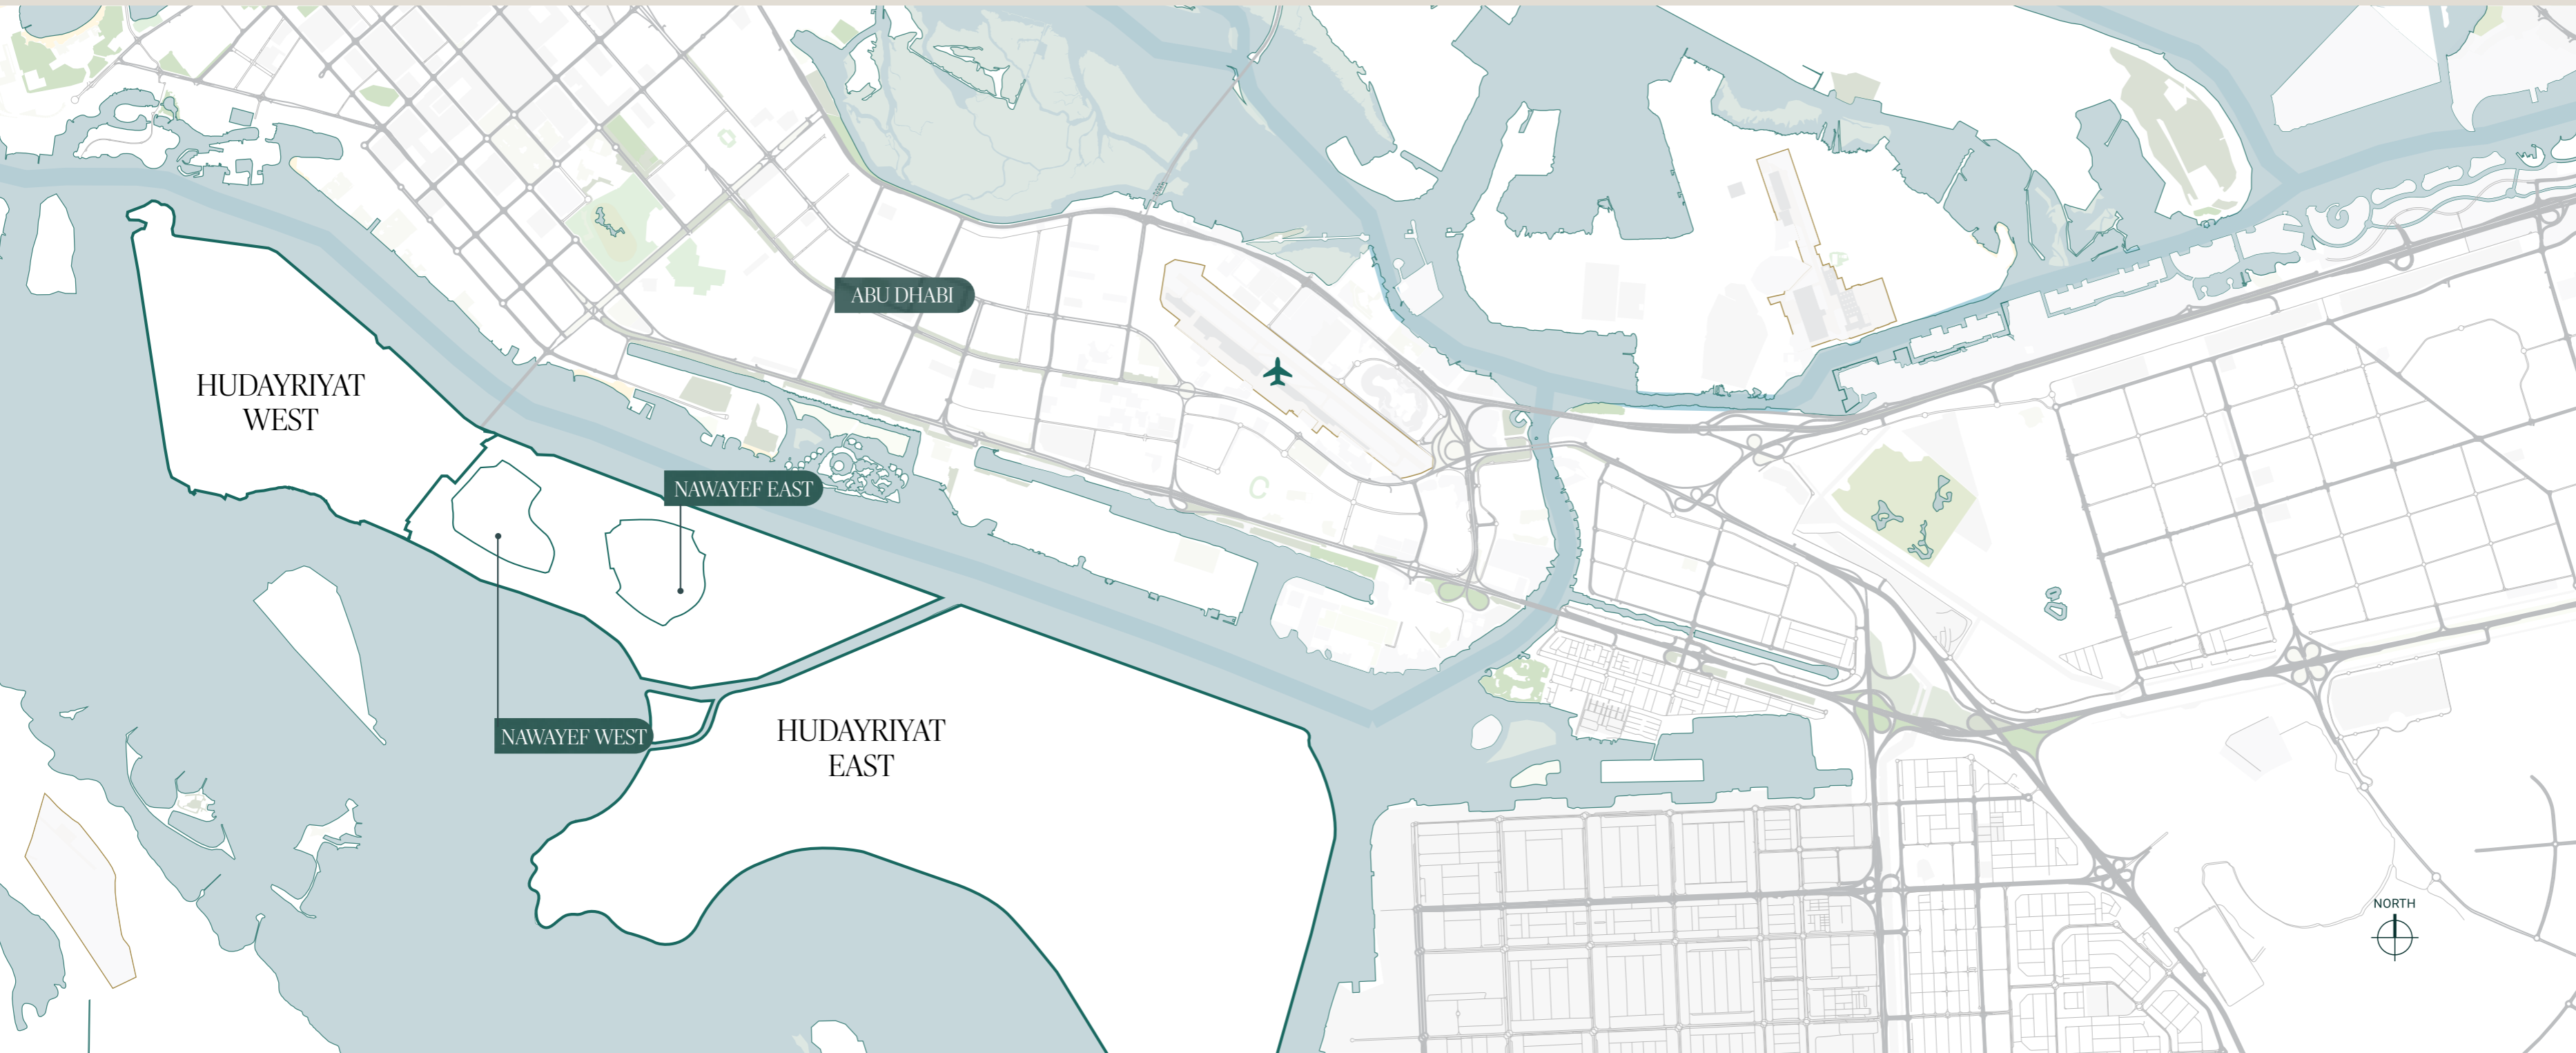 ABU DHABI
HUDAYRIYAT
WEST
NAWAYEF EAST
NAWAYEF WEST
HUDAYRIYAT
EAST
NORTH